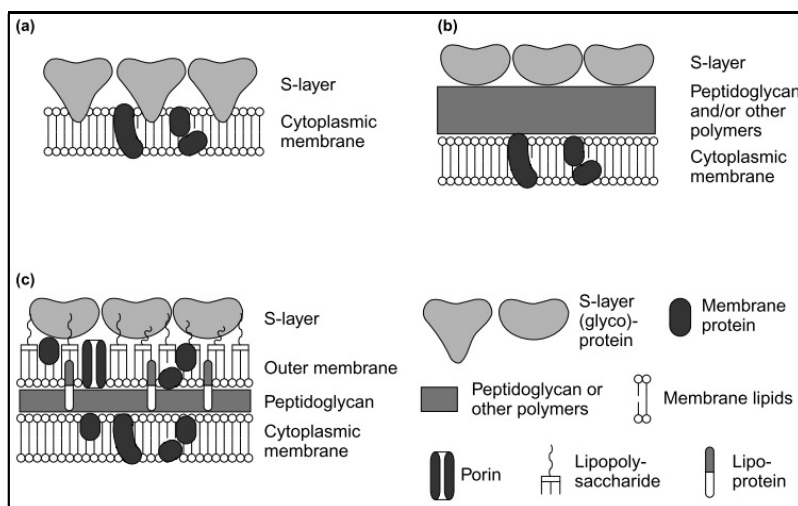 (a)
S-layer
Cytoplasmic
membrane
(b)
S-layer
Peptidoglycan
and/or other
polymers
Cytoplasmic
membrane
(c)
S-layer
Outer membrane
Peptidoglycan
Cytoplasmic
membrane
S-layer
(glyco)-
protein
Membrane
protein
Peptidoglycan or
other polymers
Membrane lipids
Porin
Lipopoly-
saccharide
Lipo-
protein